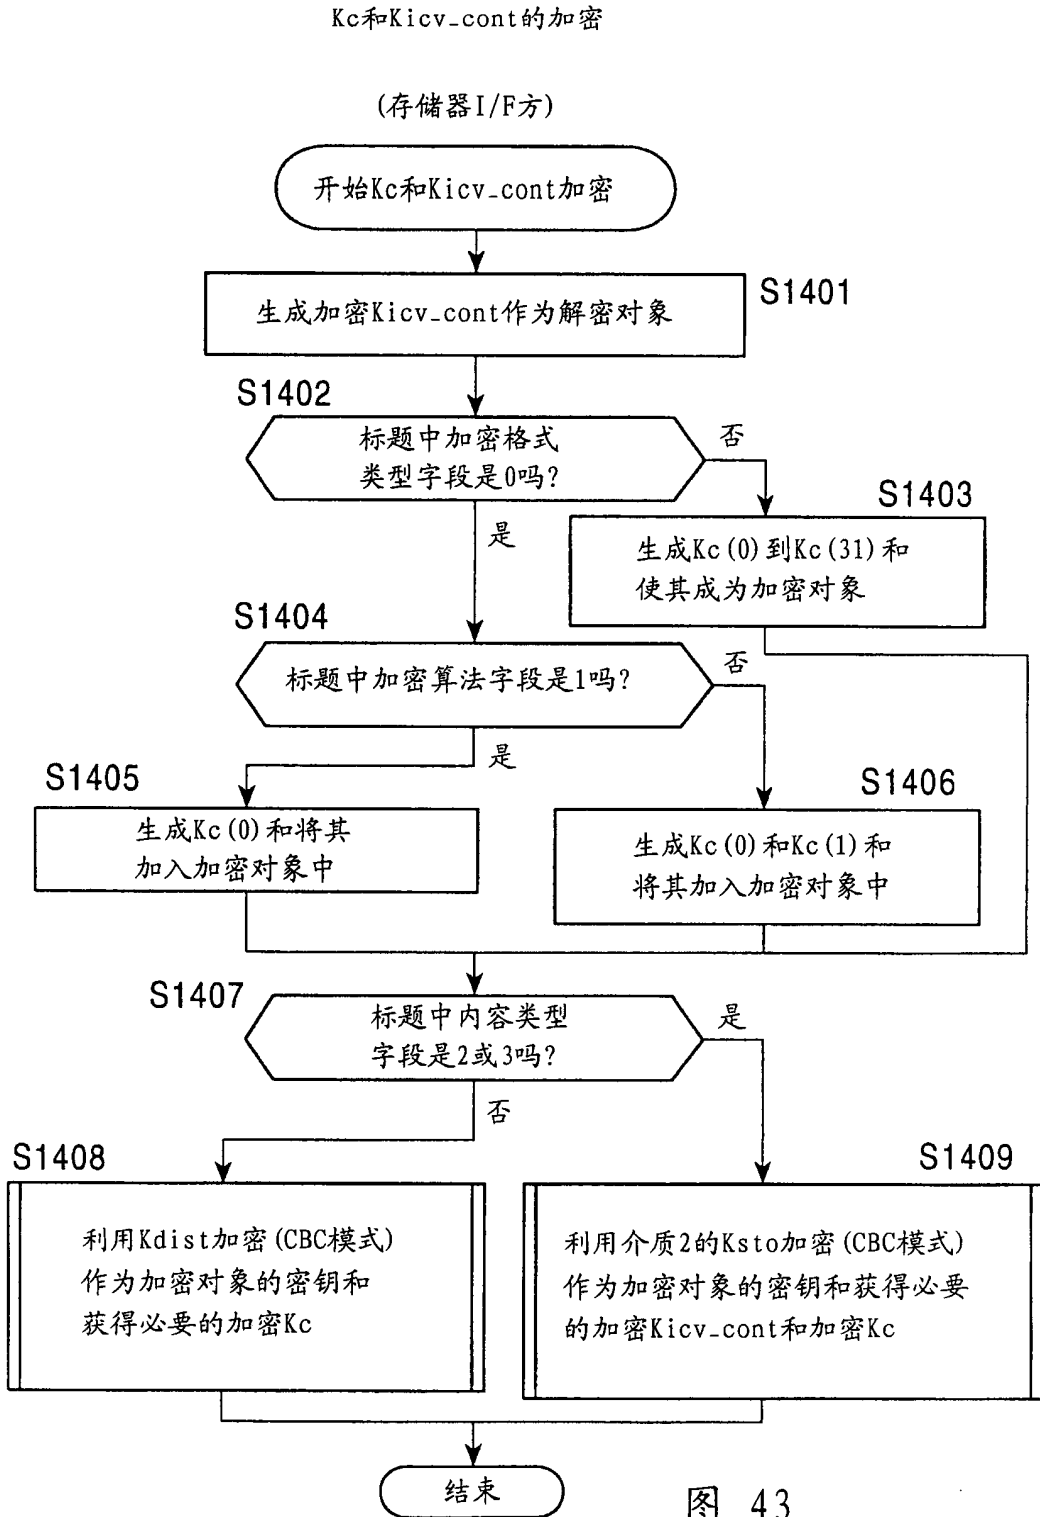 Kc和Kicv_cont的加密
(存储器I/F方)
开始Kc和Kicv_cont加密
S1401
生成加密Kicv_cont作为解密对象
S1402
标题中加密格式
类型字段是0吗?
否
是
S1403
生成Kc(0)到Kc(31)和
使其成为加密对象
S1404
标题中加密算法字段是1吗?
否
是
S1405
生成Kc(0)和将其
加入加密对象中
S1406
生成Kc(0)和Kc(1)和
将其加入加密对象中
S1407
标题中内容类型
字段是2或3吗?
是
否
S1408
利用Kdist加密(CBC模式)
作为加密对象的密钥和
获得必要的加密Kc
S1409
利用介质2的Ksto加密(CBC模式)
作为加密对象的密钥和获得必要
的加密Kicv_cont和加密Kc
结束
图 43